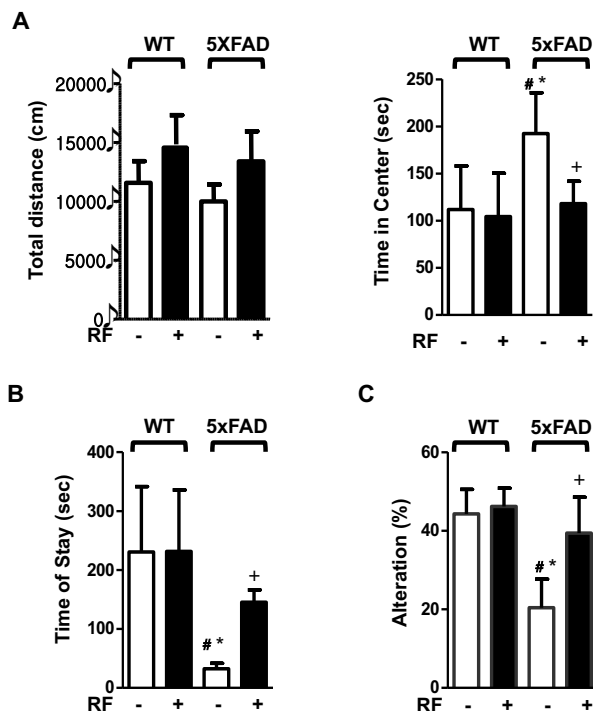 A
WT 5XFAD
Total distance (cm)
20000
15000
10000
5000
0
RF - + - +
WT 5xFAD
Time in Center (sec)
250
200
150
100
50
0
# *
+
RF - + - +
B
WT 5xFAD
Time of Stay (sec)
400
300
200
100
0
# *
+
RF - + - +
C
WT 5xFAD
Alteration (%)
60
40
20
0
# *
+
RF - + - +